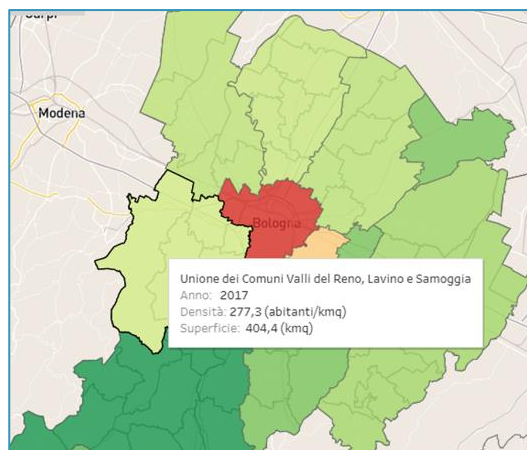 Carpi
Modena
Bologna
Unione dei Comuni Valli del Reno, Lavino e Samoggia
Anno: 2017
Densità: 277,3 (abitanti/kmq)
Superficie: 404,4 (kmq)